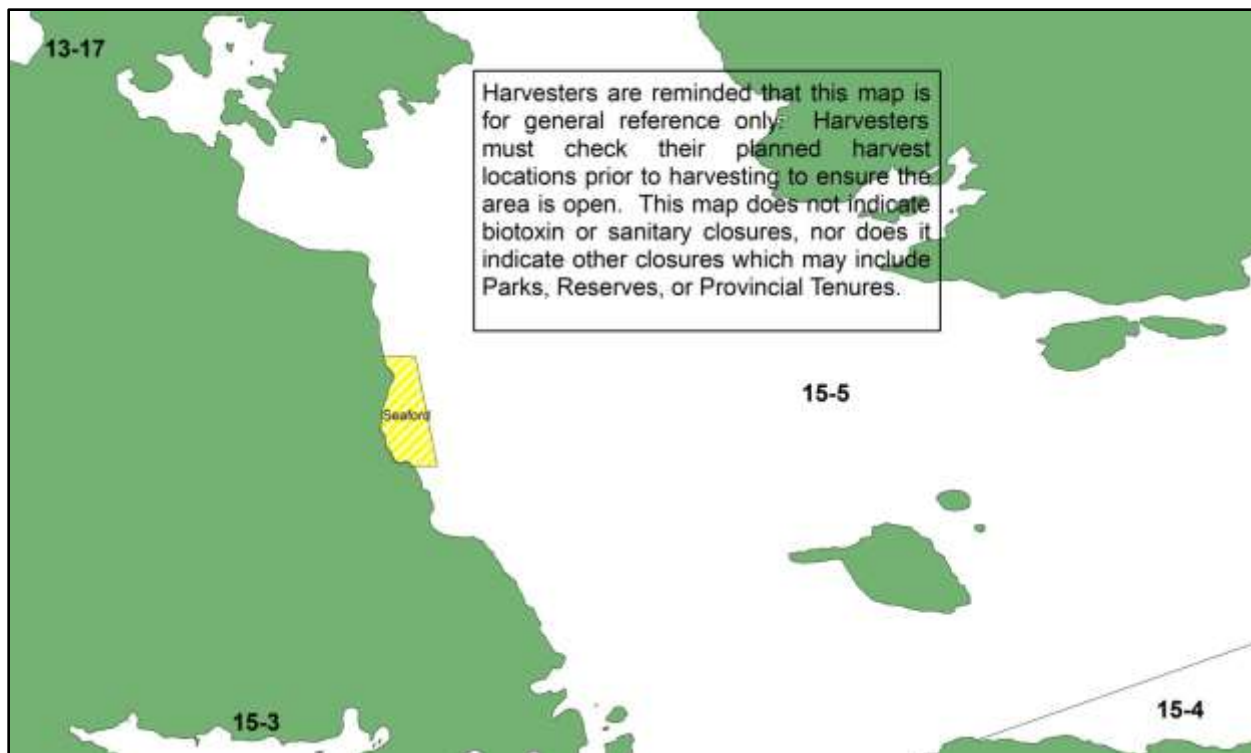 13-17
Harvesters are reminded that this map is
for general reference only. Harvesters
must check their planned harvest
locations prior to harvesting to ensure the
area is open. This map does not indicate
biotoxin or sanitary closures, nor does it
indicate other closures which may include
Parks, Reserves, or Provincial Tenures.
15-5
Seaford
15-3
15-4